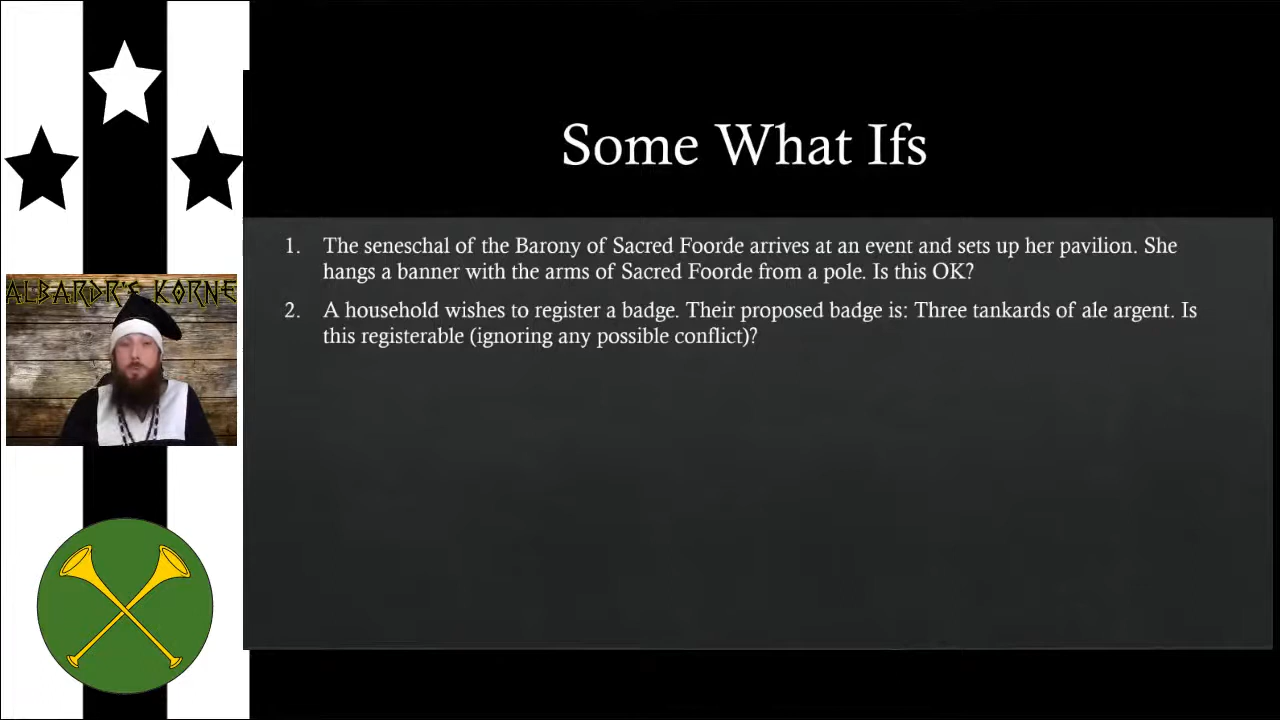 Some What Ifs
1. The seneschal of the Barony of Sacred Foorde arrives at an event and sets up her pavilion. She
hangs a banner with the arms of Sacred Foorde from a pole. Is this OK?
2. A household wishes to register a badge. Their proposed badge is: Three tankards of ale argent. Is
this registerable (ignoring any possible conflict)?
ALBARDR'S KORNE